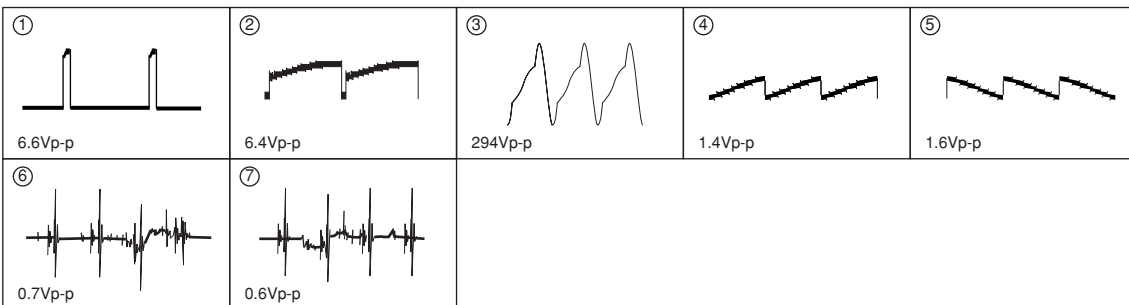 ①
6.6Vp-p
②
6.4Vp-p
③
294Vp-p
④
1.4Vp-p
⑤
1.6Vp-p
⑥
0.7Vp-p
⑦
0.6Vp-p